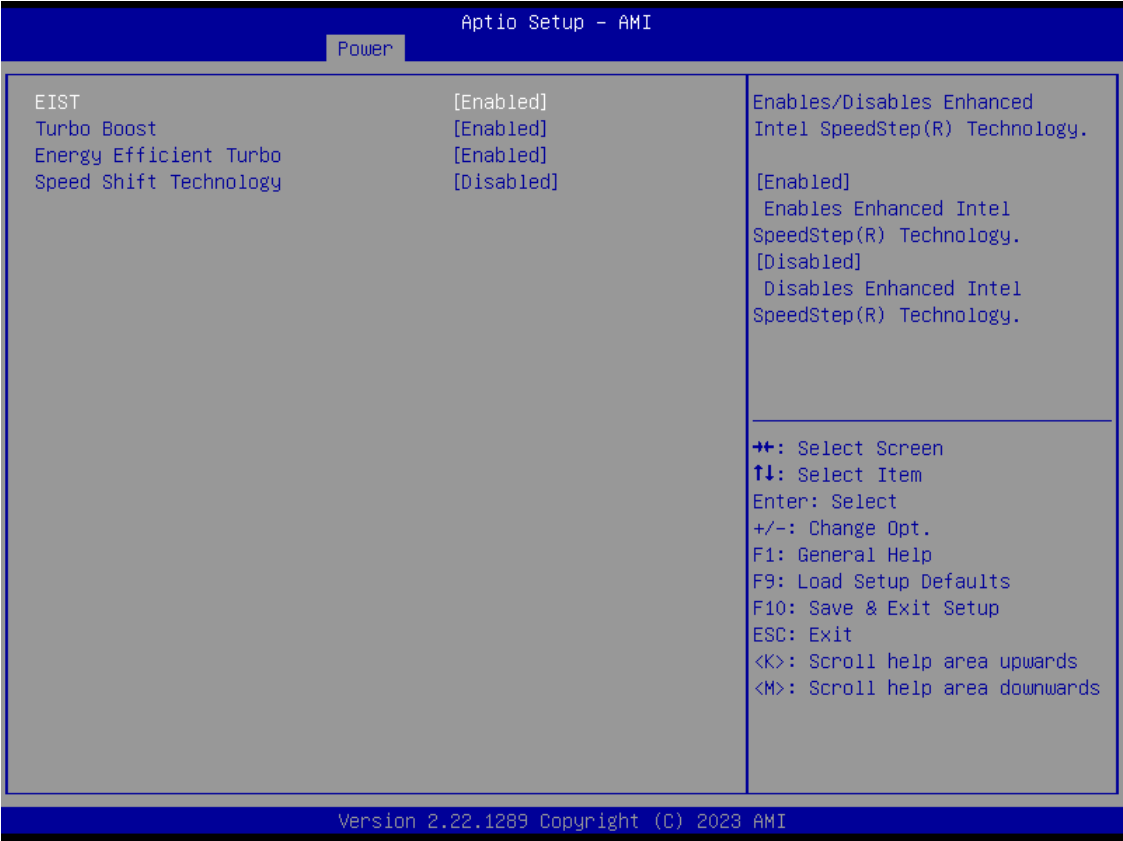 Aptio Setup - AMI
Power
EIST [Enabled]
Turbo Boost [Enabled]
Energy Efficient Turbo [Enabled]
Speed Shift Technology [Disabled]
Enables/Disables Enhanced
Intel SpeedStep(R) Technology.
[Enabled]
Enables Enhanced Intel
SpeedStep(R) Technology.
[Disabled]
Disables Enhanced Intel
SpeedStep(R) Technology.
→←: Select Screen
↑↓: Select Item
Enter: Select
+/-: Change Opt.
F1: General Help
F9: Load Setup Defaults
F10: Save & Exit Setup
ESC: Exit
<K>: Scroll help area upwards
<M>: Scroll help area downwards
Version 2.22.1289 Copyright (C) 2023 AMI